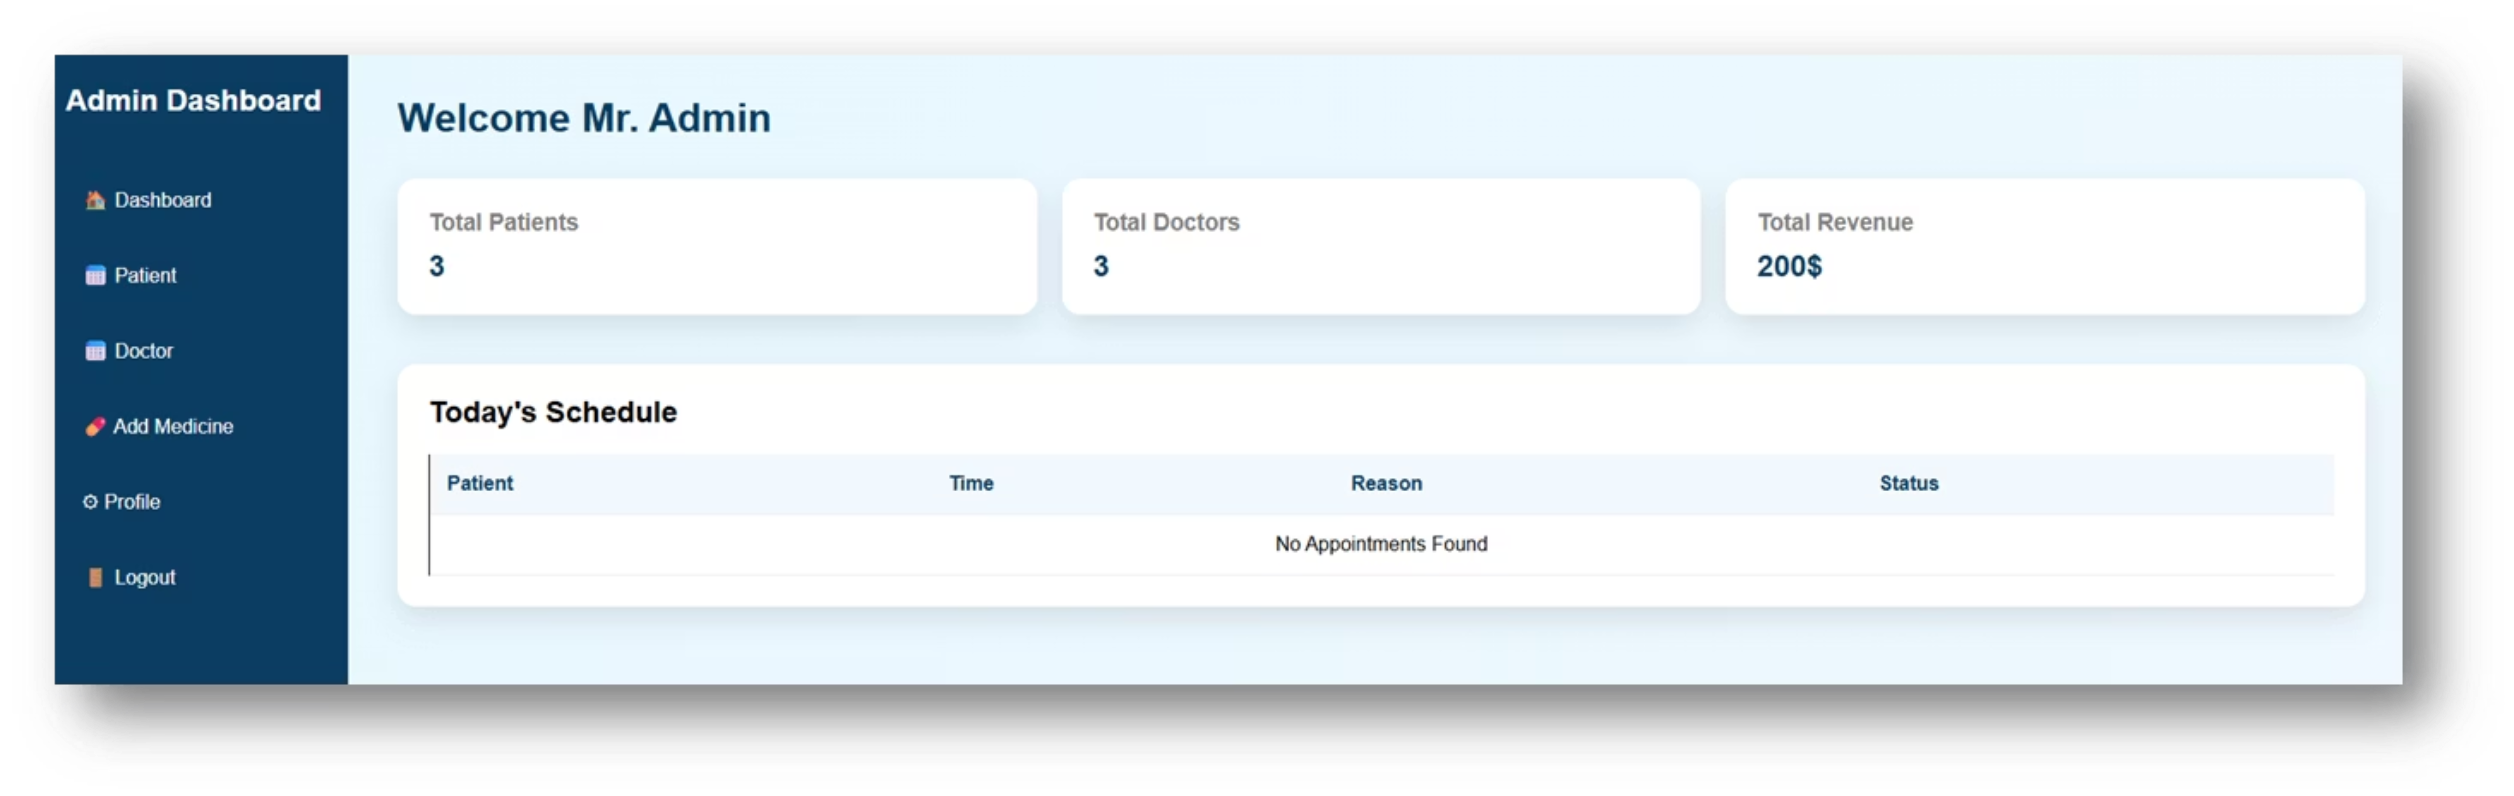 Admin Dashboard
Dashboard
Patient
Doctor
Add Medicine
Profile
Logout
Welcome Mr. Admin
Total Patients
3
Total Doctors
3
Total Revenue
200$
Today's Schedule
Patient Time Reason Status
No Appointments Found